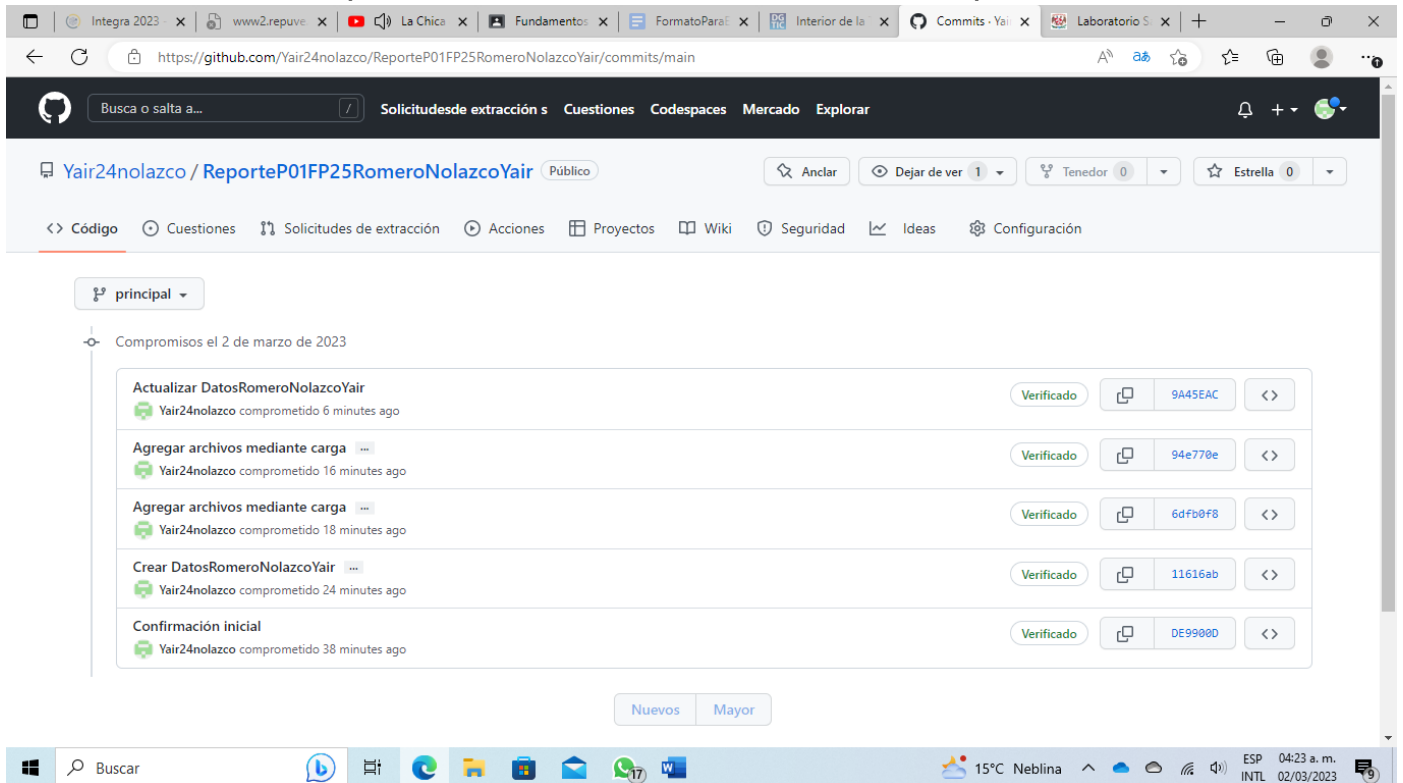 Integra 2023
www2.repuve.
La Chica
Fundamentos
FormatoParaE
Interior de la
Commits · Yai
Laboratorio S
https://github.com/Yair24nolazco/ReporteP01FP25RomeroNolazcoYair/commits/main
Busca o salta a...
/
Solicitudesde extracción s Cuestiones Codespaces Mercado Explorar
Yair24nolazco / ReporteP01FP25RomeroNolazcoYair Público
Anclar
Dejar de ver 1
Tenedor 0
Estrella 0
Código Cuestiones Solicitudes de extracción Acciones Proyectos Wiki Seguridad Ideas Configuración
principal
Compromisos el 2 de marzo de 2023
Actualizar DatosRomeroNolazcoYair
Yair24nolazco comprometido 6 minutes ago
Verificado 9A45EAC
Agregar archivos mediante carga ...
Yair24nolazco comprometido 16 minutes ago
Verificado 94e770e
Agregar archivos mediante carga ...
Yair24nolazco comprometido 18 minutes ago
Verificado 6dfb0f8
Crear DatosRomeroNolazcoYair ...
Yair24nolazco comprometido 24 minutes ago
Verificado 11616ab
Confirmación inicial
Yair24nolazco comprometido 38 minutes ago
Verificado DE9900D
Nuevos Mayor
Buscar
17
15°C Neblina
ESP
INTL
04:23 a. m.
02/03/2023
9